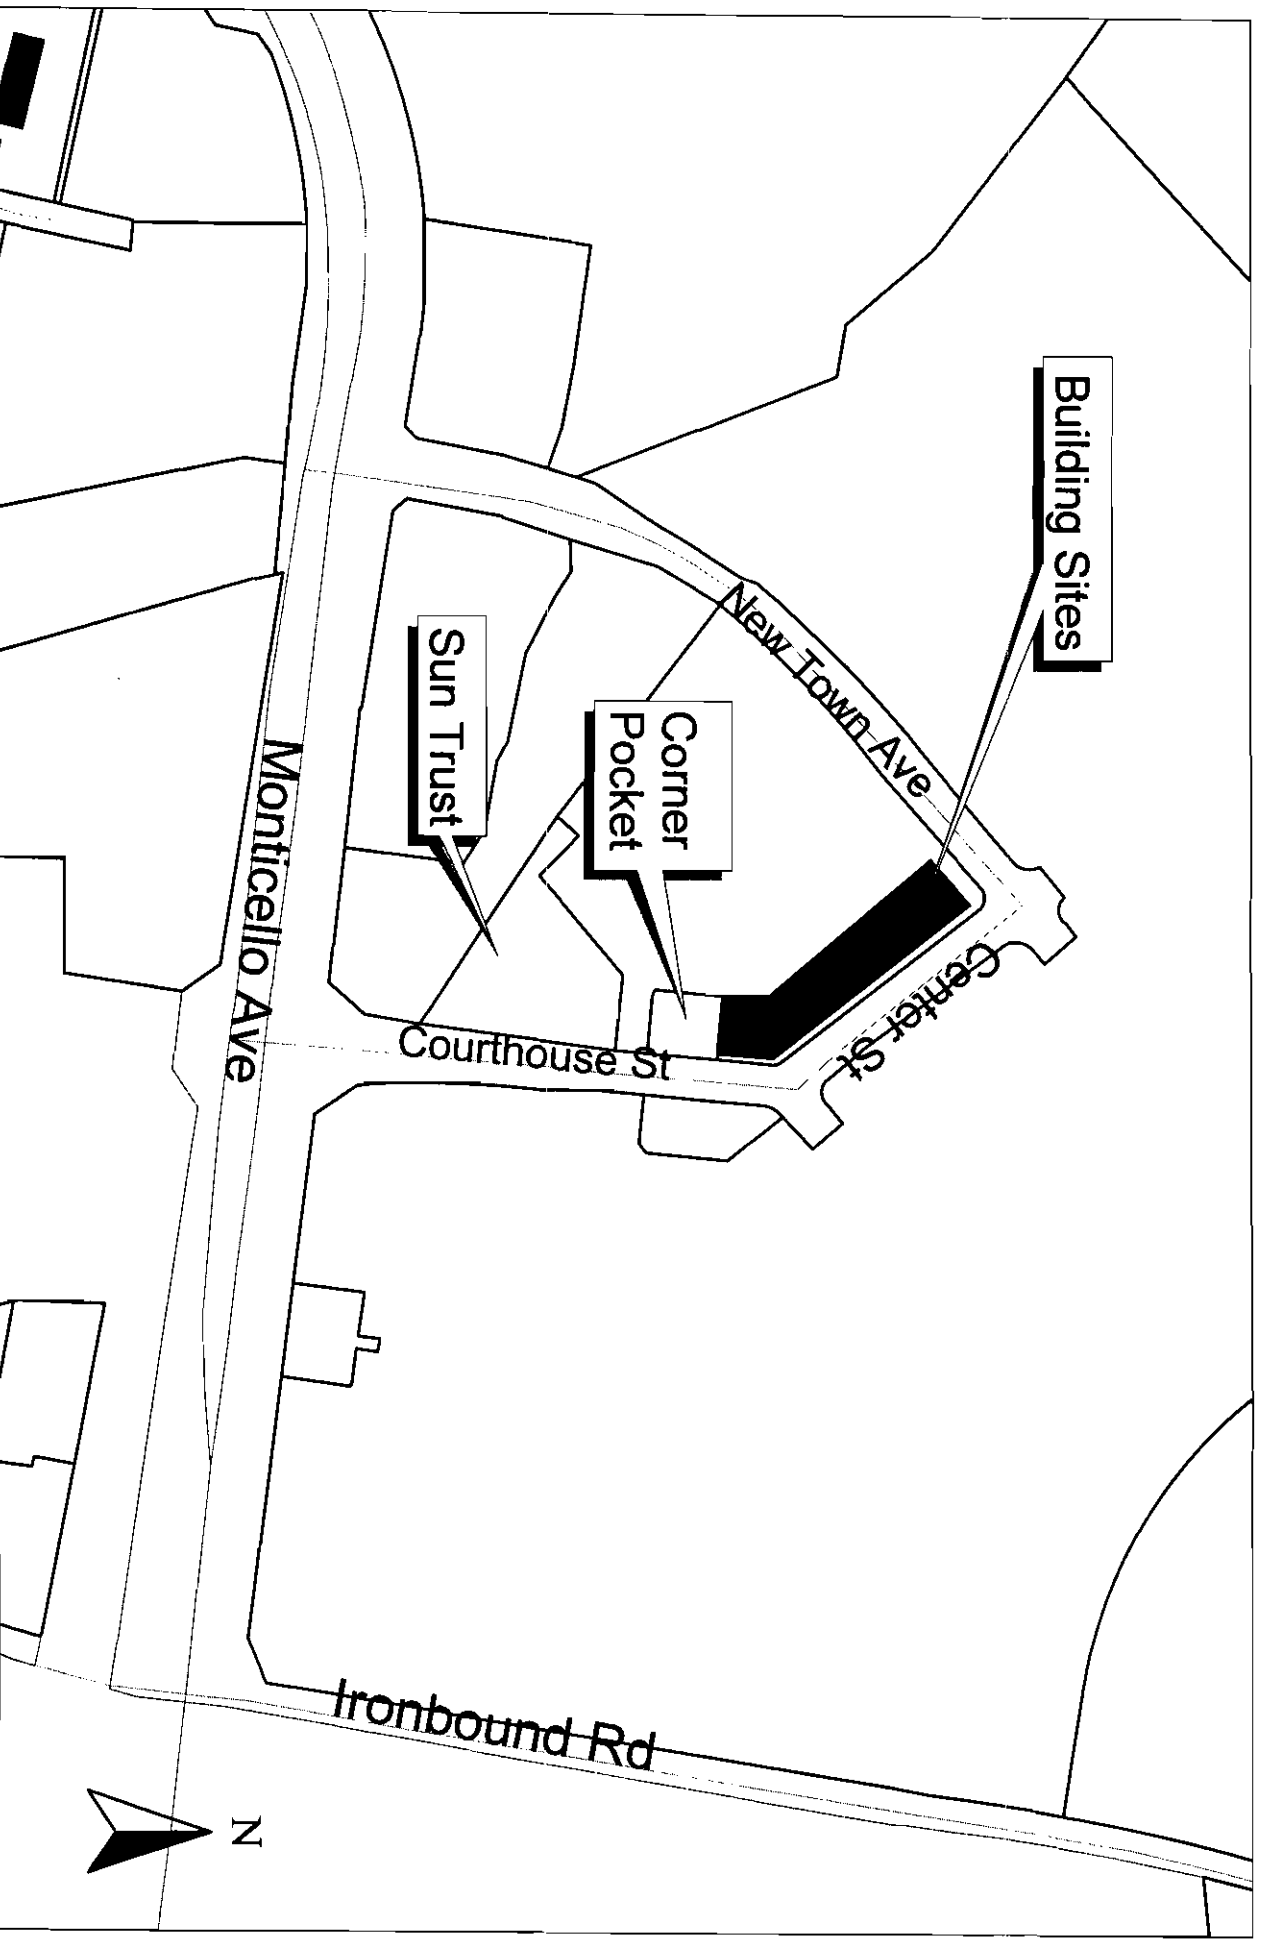 Building Sites
New Town Ave
Center St
Corner
Pocket
Sun Trust
Courthouse St
Monticello Ave
Ironbound Rd
N